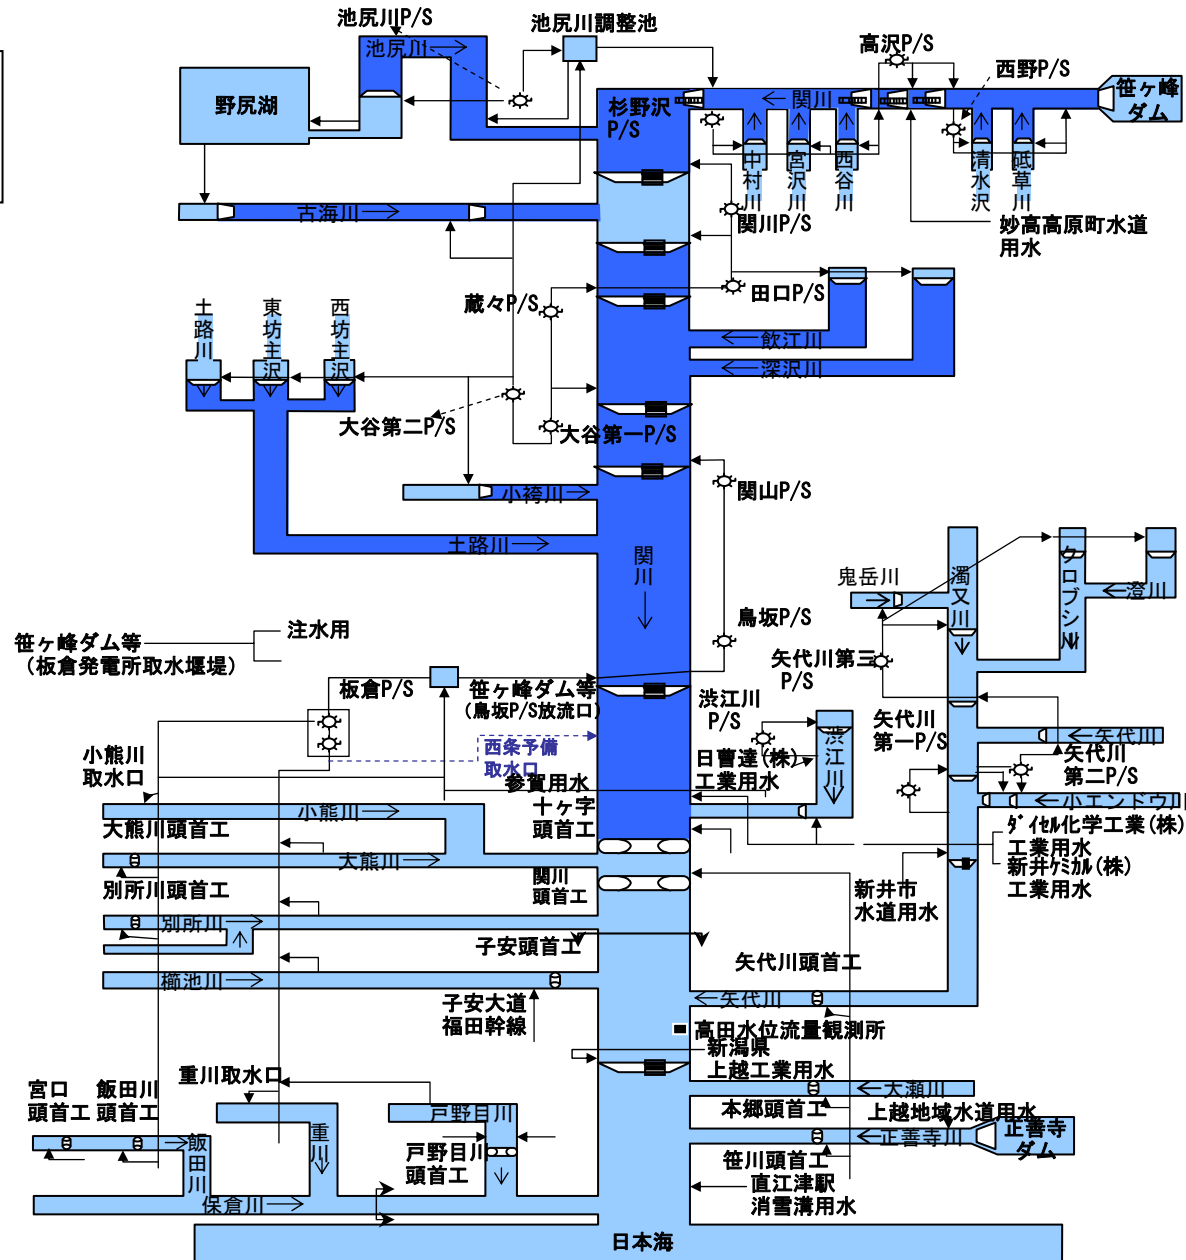 池尻川P/S
池尻川調整池
高沢P/S
西野P/S
池尻川
野尻湖
杉野沢
P/S
関川
笹ヶ峰
ダム
中村川
宮沢川
西谷川
清水沢
砥草川
古海川
関川P/S
妙高高原町水道
用水
田口P/S
蔵々P/S
土路川
東坊主沢
西坊主沢
飲江川
深沢川
大谷第二P/S
大谷第一P/S
小袴川
関山P/S
土路川
関川
鬼岳川
濁又川
クロブシ川
澄川
鳥坂P/S
矢代川第三
P/S
注水用
笹ヶ峰ダム等
(板倉発電所取水堰堤)
板倉P/S
笹ヶ峰ダム等
(鳥坂P/S放流口)
渋江川
P/S
渋江川
矢代川
第一P/S
矢代川
矢代川
第二P/S
西条予備
取水口
小熊川
取水口
日曹達(株)
工業用水
参賀用水
小エンドウ川
小熊川
十ヶ字
頭首工
大熊川頭首工
大熊川
ダイセル化学工業(株)
工業用水
新井ケミカル(株)
工業用水
関川
頭首工
別所川頭首工
新井市
水道用水
別所川
子安頭首工
矢代川頭首工
櫛池川
矢代川
子安大道
福田幹線
高田水位流量観測所
新潟県
上越工業用水
重川取水口
宮口
頭首工
飯田川
頭首工
大瀬川
本郷頭首工
上越地域水道用水
戸野目川
正善寺川
正善寺
ダム
飯田川
重川
戸野目川
頭首工
笹川頭首工
直江津駅
消雪溝用水
保倉川
日本海